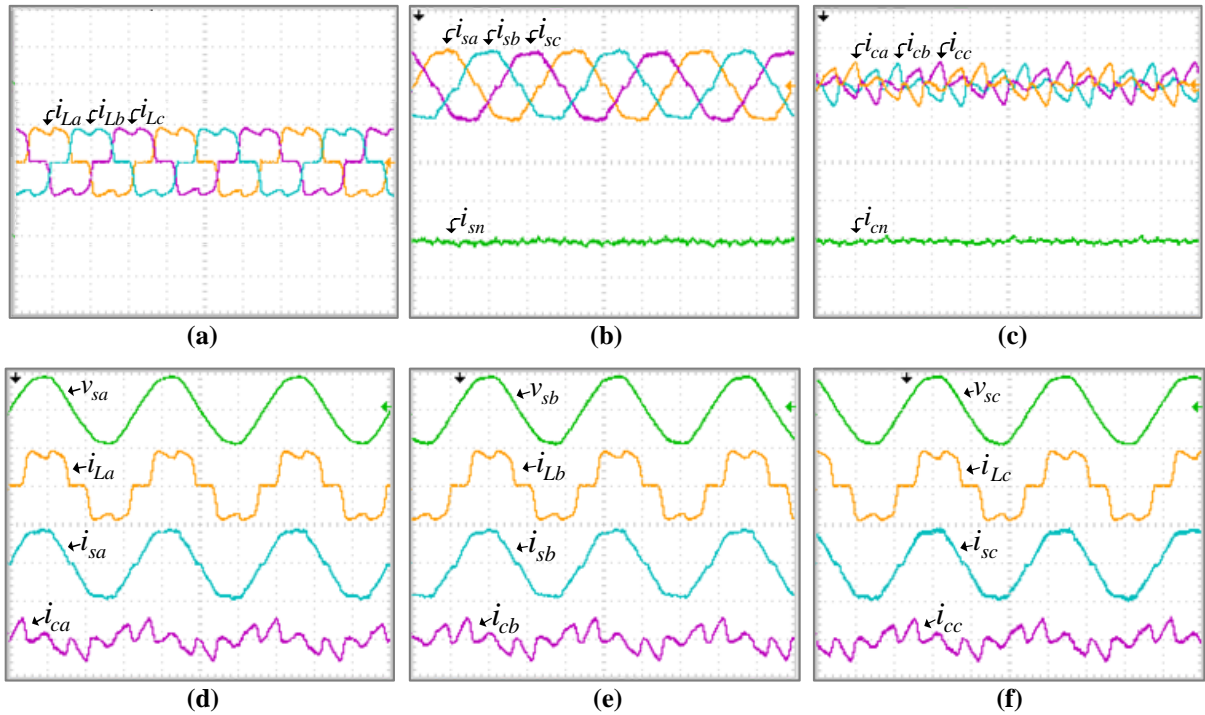 i_La i_Lb i_Lc
(a)
i_sa i_sb i_sc
i_sn
(b)
i_ca i_cb i_cc
i_cn
(c)
v_sa
i_La
i_sa
i_ca
(d)
v_sb
i_Lb
i_sb
i_cb
(e)
v_sc
i_Lc
i_sc
i_cc
(f)